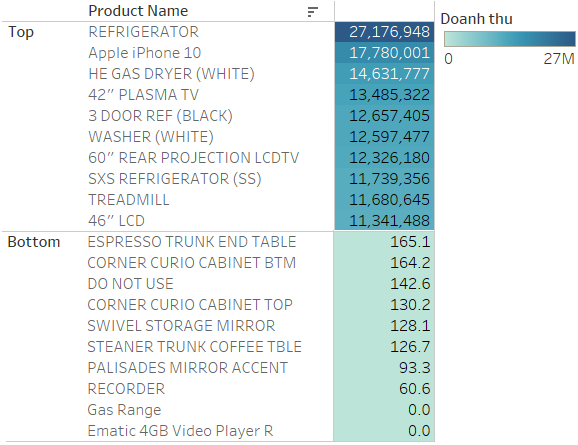 Product Name
Doanh thu
0 27M
Top REFRIGERATOR 27,176,948
Apple iPhone 10 17,780,001
HE GAS DRYER (WHITE) 14,631,777
42” PLASMA TV 13,485,322
3 DOOR REF (BLACK) 12,657,405
WASHER (WHITE) 12,597,477
60” REAR PROJECTION LCDTV 12,326,180
SXS REFRIGERATOR (SS) 11,739,356
TREADMILL 11,680,645
46” LCD 11,341,488
Bottom ESPRESSO TRUNK END TABLE 165.1
CORNER CURIO CABINET BTM 164.2
DO NOT USE 142.6
CORNER CURIO CABINET TOP 130.2
SWIVEL STORAGE MIRROR 128.1
STEANER TRUNK COFFEE TBLE 126.7
PALISADES MIRROR ACCENT 93.3
RECORDER 60.6
Gas Range 0.0
Ematic 4GB Video Player R 0.0